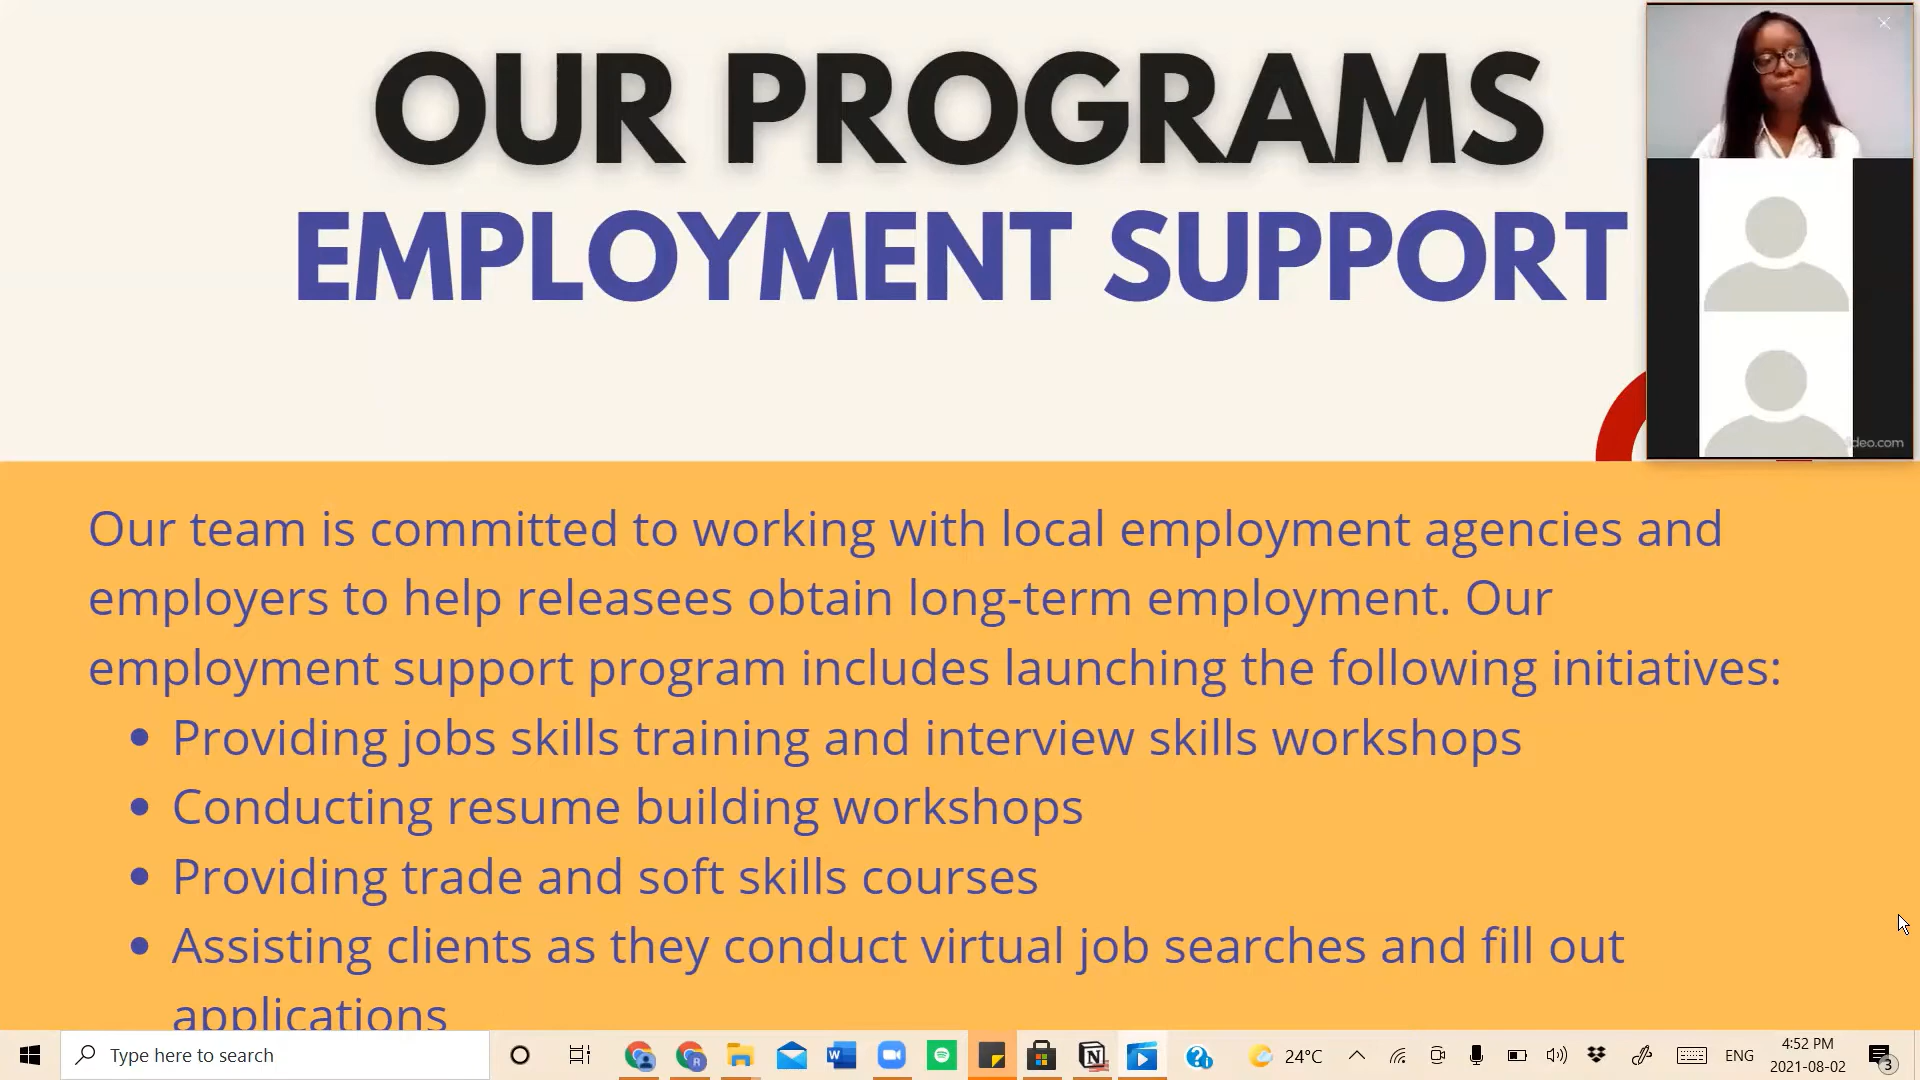 OUR PROGRAMS
EMPLOYMENT SUPPORT
deo.com
Our team is committed to working with local employment agencies and
employers to help releasees obtain long-term employment. Our
employment support program includes launching the following initiatives:
• Providing jobs skills training and interview skills workshops
• Conducting resume building workshops
• Providing trade and soft skills courses
• Assisting clients as they conduct virtual job searches and fill out
applications
Type here to search
24°C
ENG
4:52 PM
2021-08-02
3